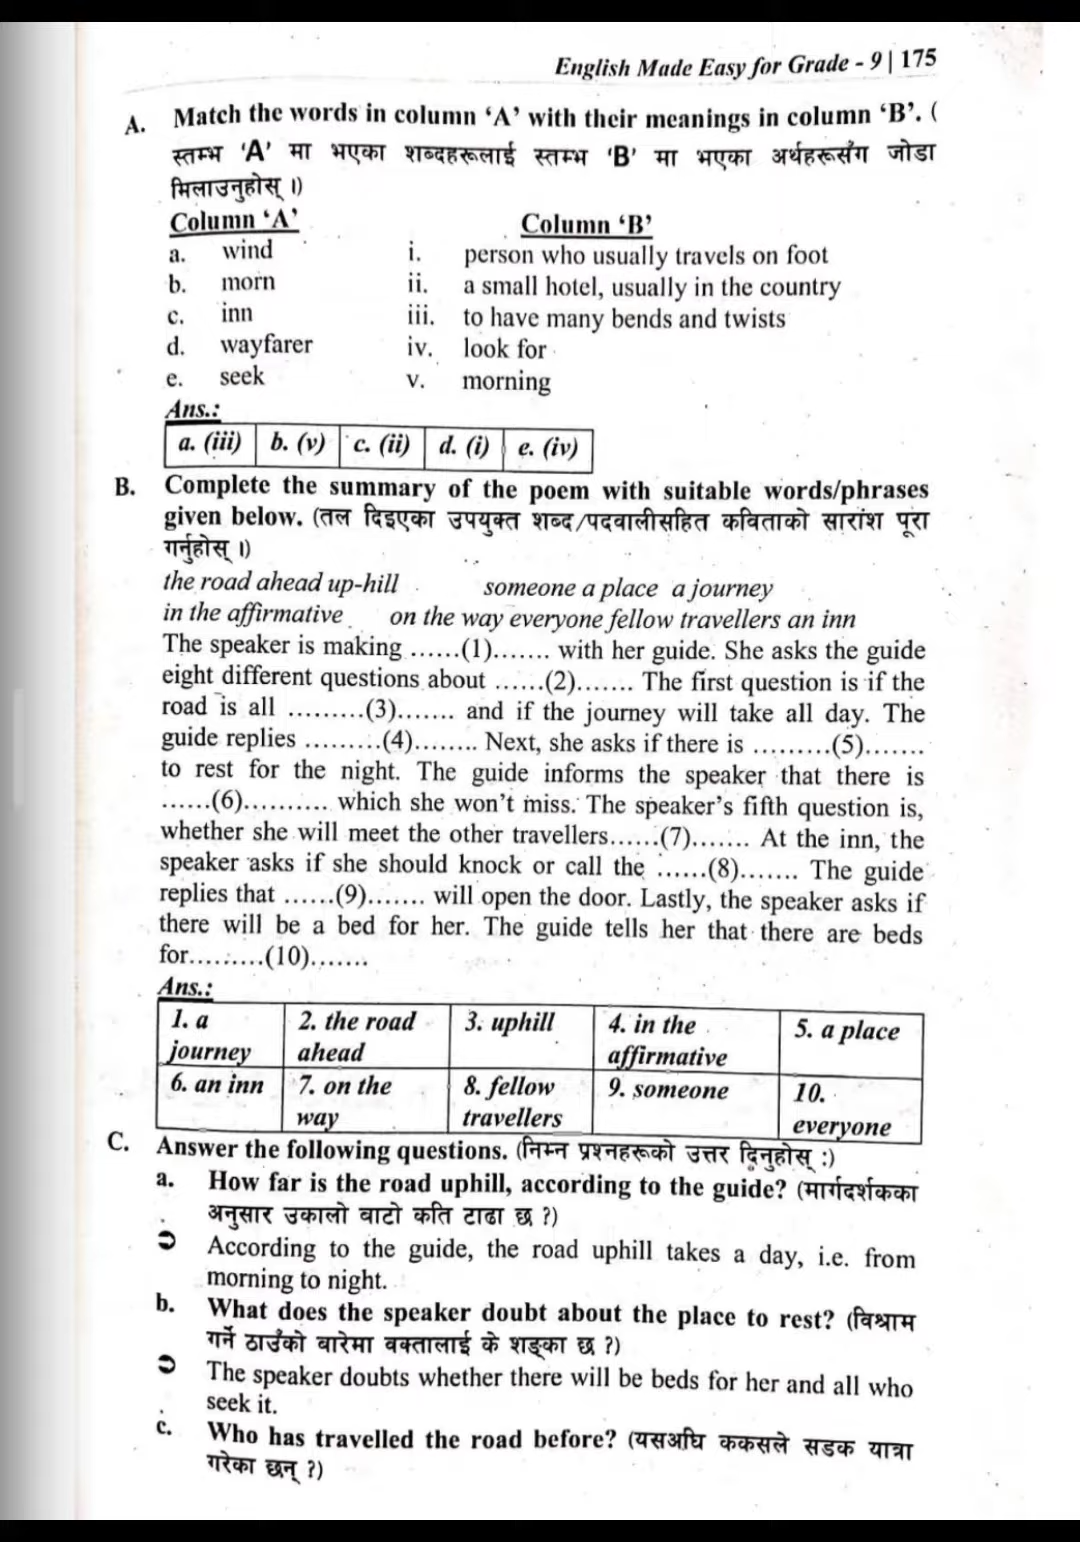 English Made Easy for Grade - 9 | 175
A. Match the words in column ‘A’ with their meanings in column ‘B’. (
स्तम्भ ‘A’ मा भएका शब्दहरूलाई स्तम्भ ‘B’ मा भएका अर्थहरूसँग जोडा
मिलाउनुहोस् ।)
Column ‘A’ Column ‘B’
a. wind i. person who usually travels on foot
b. morn ii. a small hotel, usually in the country
c. inn iii. to have many bends and twists
d. wayfarer iv. look for
e. seek v. morning
Ans.:
a. (iii) b. (v) c. (ii) d. (i) e. (iv)
B. Complete the summary of the poem with suitable words/phrases
given below. (तल दिइएका उपयुक्त शब्द/पदवालीसहित कविताको सारांश पूरा
गर्नुहोस् ।)
the road ahead up-hill someone a place a journey
in the affirmative on the way everyone fellow travellers an inn
The speaker is making ......(1)....... with her guide. She asks the guide
eight different questions about ......(2)....... The first question is if the
road is all .........(3)....... and if the journey will take all day. The
guide replies .........(4)........ Next, she asks if there is .........(5).......
to rest for the night. The guide informs the speaker that there is
......(6).......... which she won’t miss. The speaker’s fifth question is,
whether she will meet the other travellers......(7)....... At the inn, the
speaker asks if she should knock or call the ......(8)....... The guide
replies that ......(9)....... will open the door. Lastly, the speaker asks if
there will be a bed for her. The guide tells her that there are beds
for.........(10).......
Ans.:
1. a journey 2. the road ahead 3. uphill 4. in the affirmative 5. a place
6. an inn 7. on the way 8. fellow travellers 9. someone 10. everyone
C. Answer the following questions. (निम्न प्रश्नहरूको उत्तर दिनुहोस् :)
a. How far is the road uphill, according to the guide? (मार्गदर्शकका
अनुसार उकालो बाटो कति टाढा छ ?)
➲ According to the guide, the road uphill takes a day, i.e. from
morning to night.
b. What does the speaker doubt about the place to rest? (विश्राम
गर्ने ठाउँको बारेमा वक्तालाई के शङ्का छ ?)
➲ The speaker doubts whether there will be beds for her and all who
seek it.
c. Who has travelled the road before? (यसअघि ककसले सडक यात्रा
गरेका छन् ?)